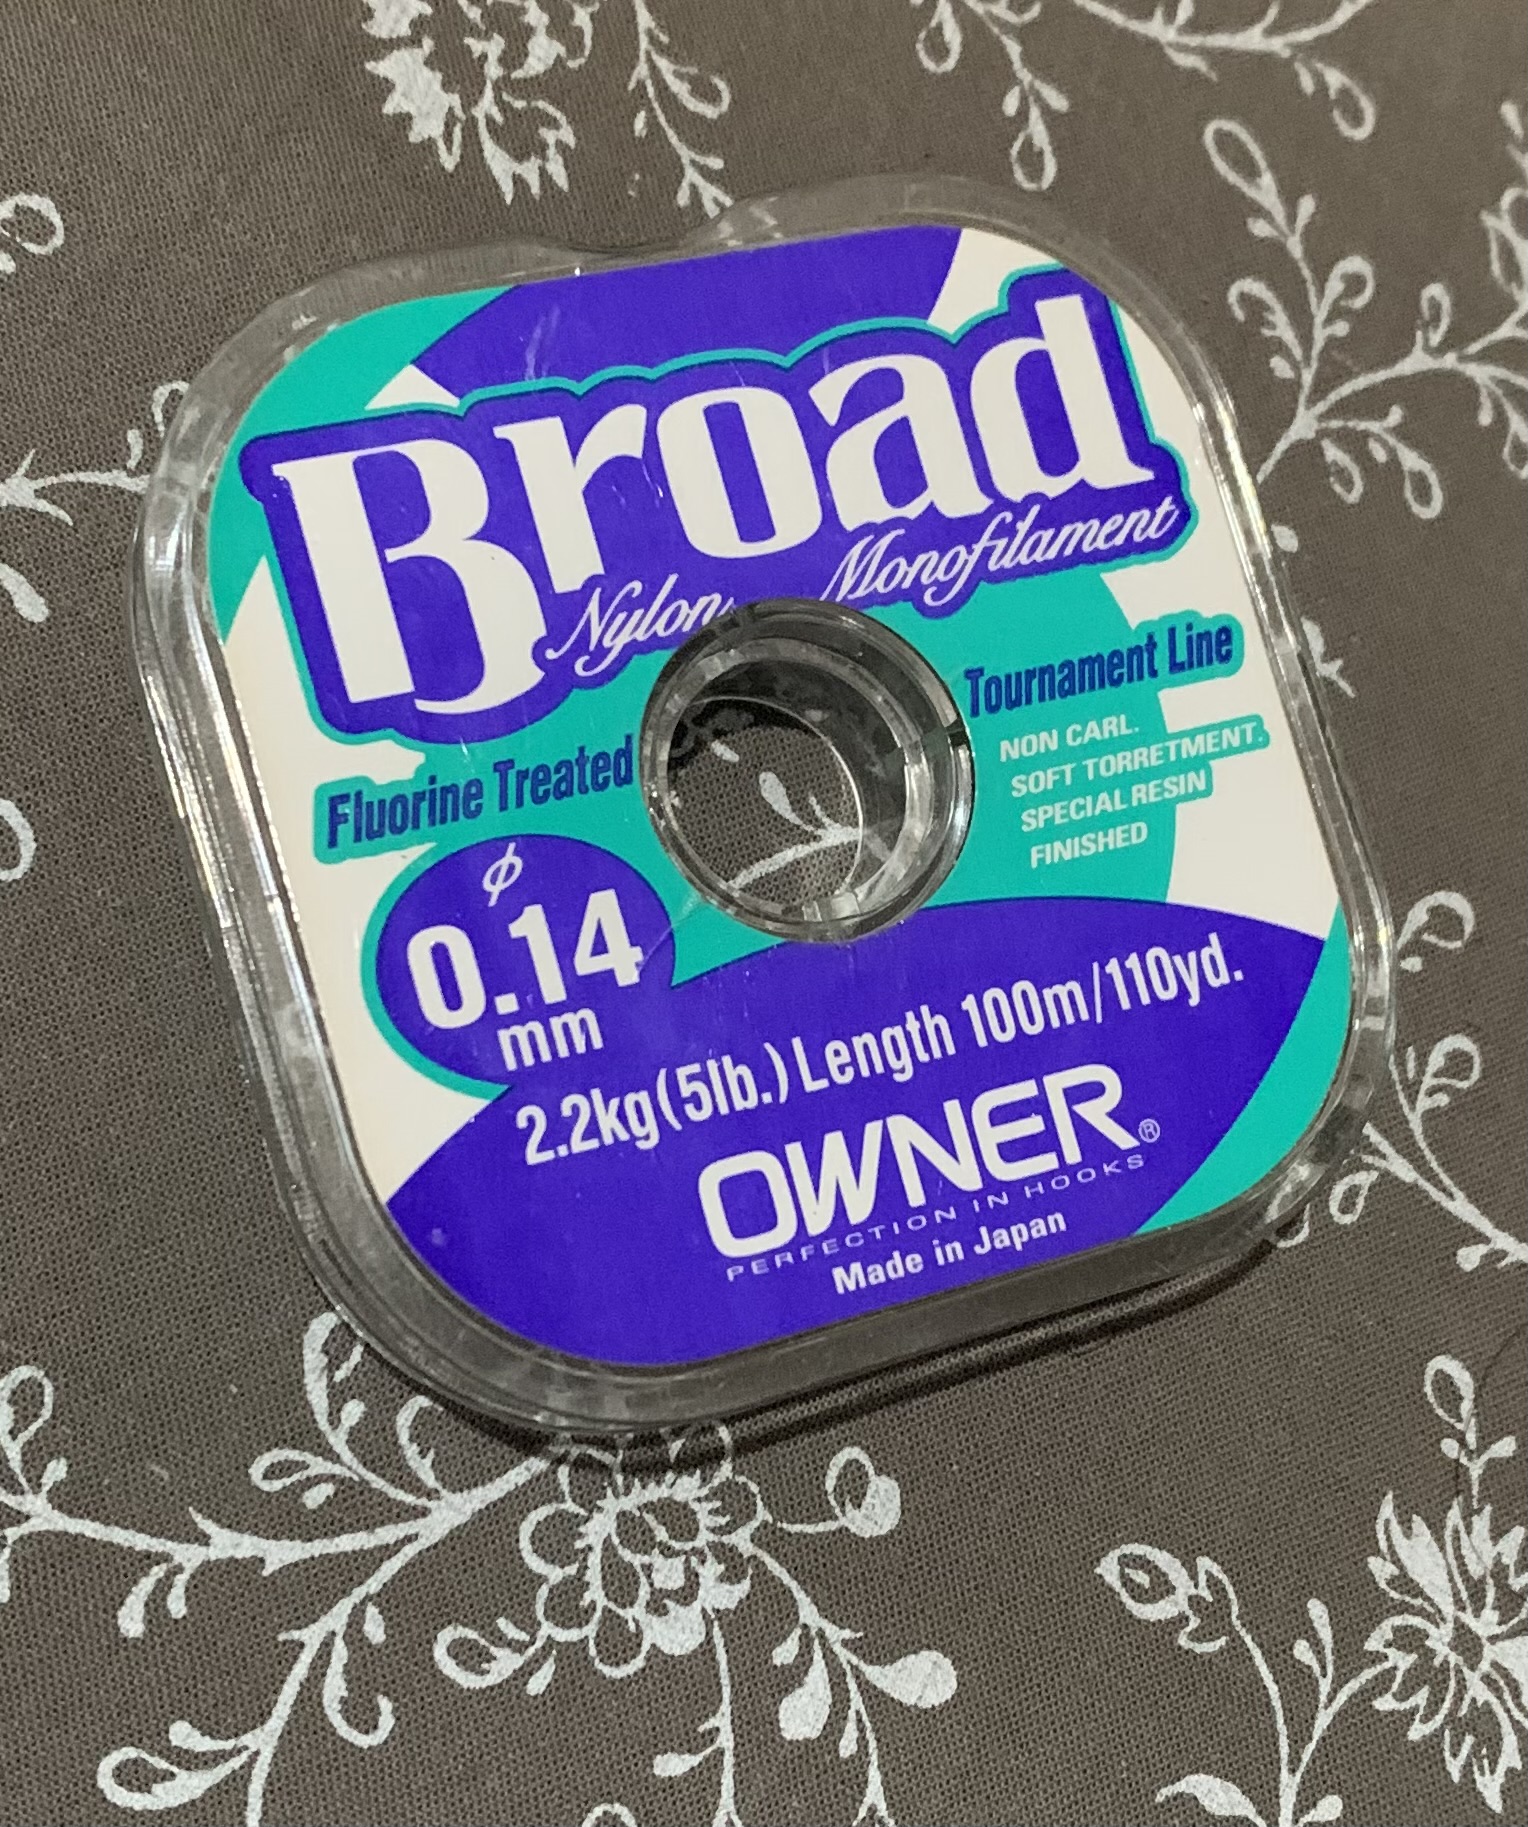 Broad
Nylon Monofilament
Fluorine Treated
Tournament Line
NON CARL.
SOFT TORRETMENT.
SPECIAL RESIN
FINISHED
ϕ
0.14
mm
2.2kg(5lb.) Length 100m/110yd.
OWNER®
PERFECTION IN HOOKS
Made in Japan